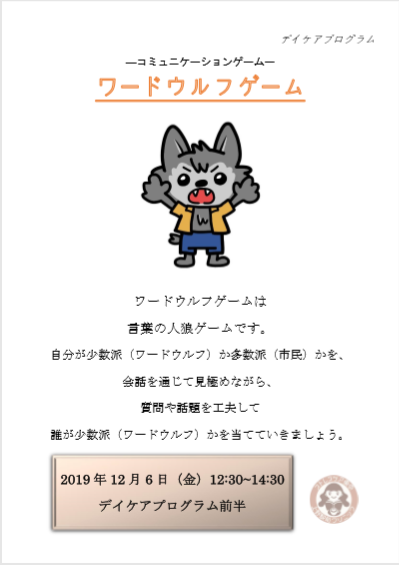 デイケアプログラム
―コミュニケーションゲーム―
ワードウルフゲーム
ワードウルフゲームは
言葉の人狼ゲームです。
自分が少数派（ワードウルフ）か多数派（市民）かを、
会話を通じて見極めながら、
質問や話題を工夫して
誰が少数派（ワードウルフ）かを当てていきましょう。
2019年12月6日（金）12:30~14:30
デイケアプログラム前半